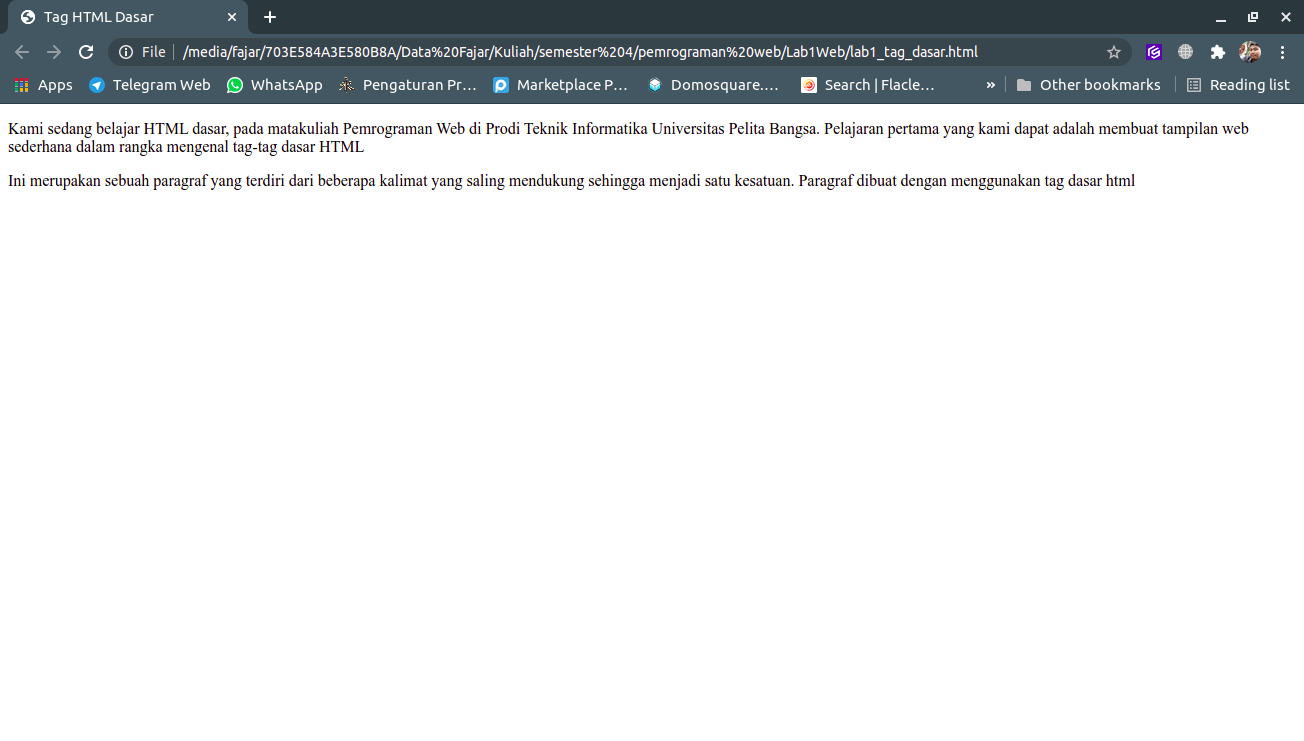 Tag HTML Dasar
File /media/fajar/703E584A3E580B8A/Data%20Fajar/Kuliah/semester%204/pemrograman%20web/Lab1Web/lab1_tag_dasar.html
Apps Telegram Web WhatsApp Pengaturan Pr… Marketplace P… Domosquare.… Search | Flacle… » Other bookmarks Reading list
Kami sedang belajar HTML dasar, pada matakuliah Pemrograman Web di Prodi Teknik Informatika Universitas Pelita Bangsa. Pelajaran pertama yang kami dapat adalah membuat tampilan web
sederhana dalam rangka mengenal tag-tag dasar HTML
Ini merupakan sebuah paragraf yang terdiri dari beberapa kalimat yang saling mendukung sehingga menjadi satu kesatuan. Paragraf dibuat dengan menggunakan tag dasar html